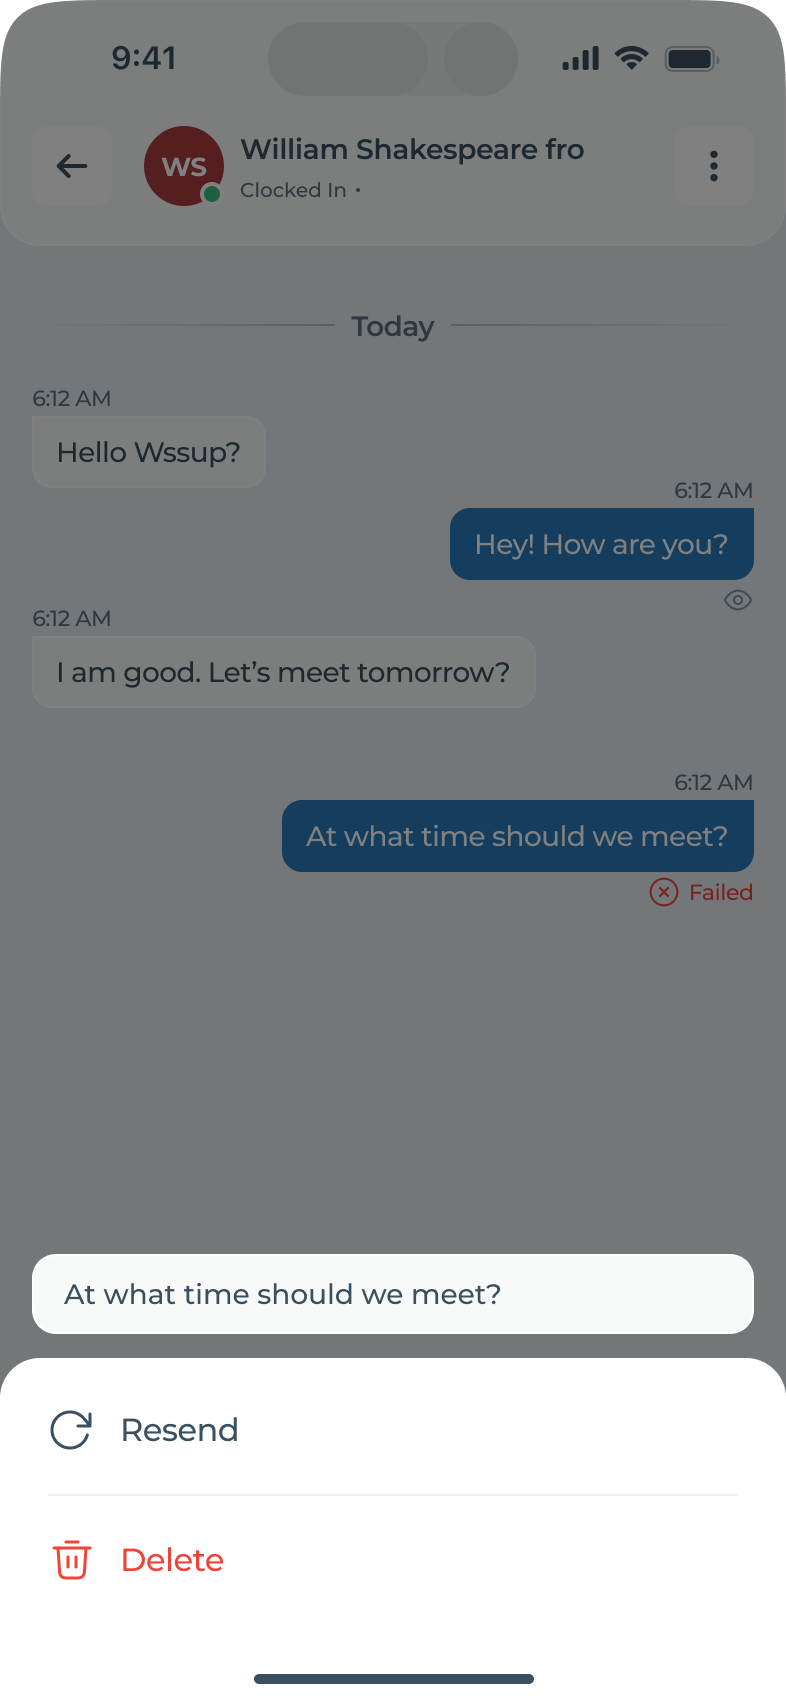 9:41
WS
William Shakespeare fro
Clocked In •
Today
6:12 AM
Hello Wssup?
6:12 AM
Hey! How are you?
6:12 AM
I am good. Let’s meet tomorrow?
6:12 AM
At what time should we meet?
Failed
At what time should we meet?
Resend
Delete